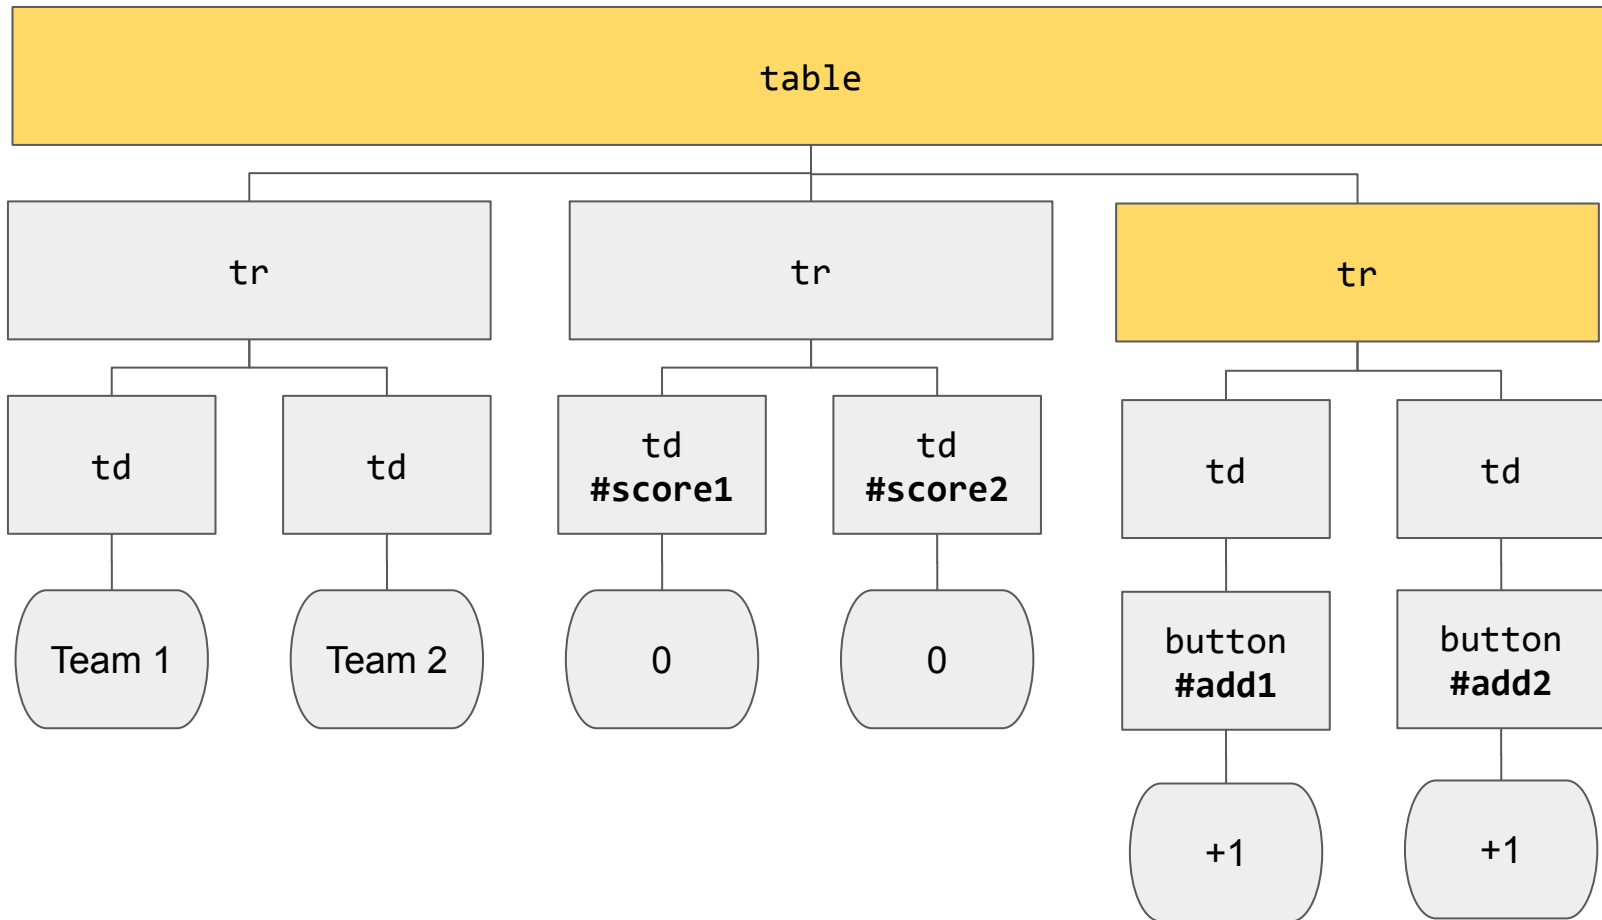 table
tr
tr
tr
td
td
td
#score1
td
#score2
td
td
Team 1
Team 2
0
0
button
#add1
button
#add2
+1
+1